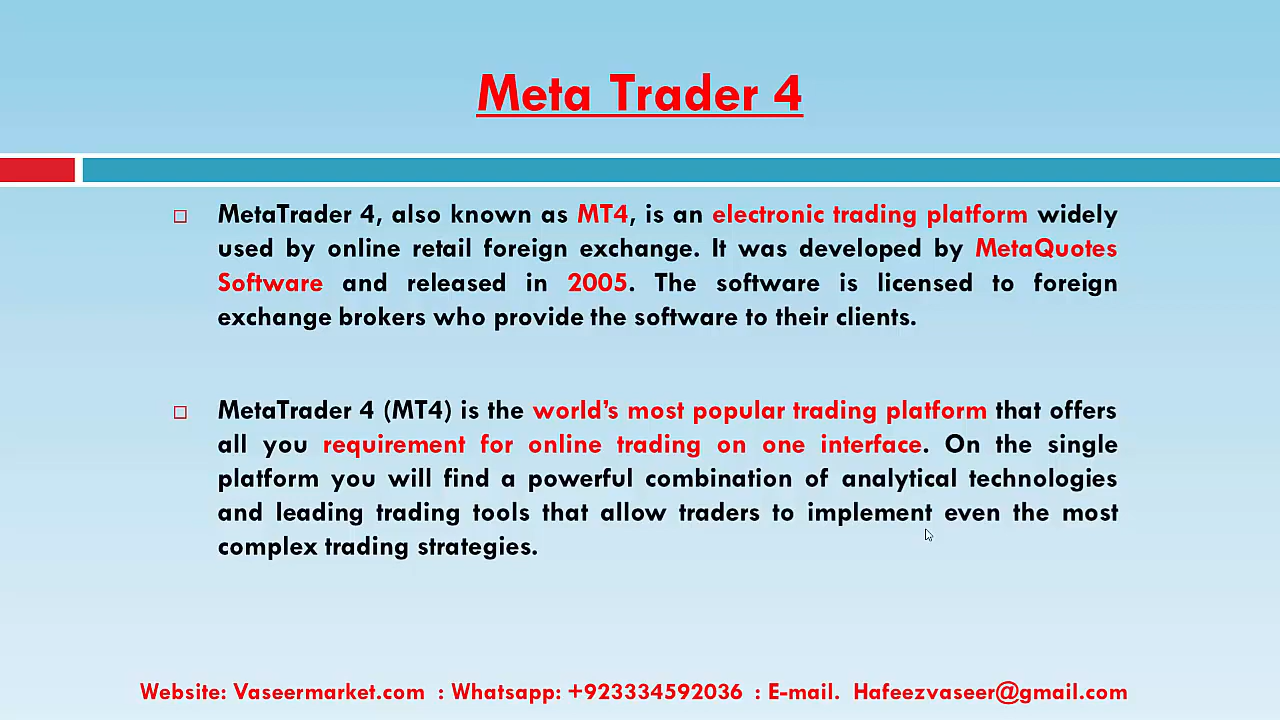 Meta Trader 4
MetaTrader 4, also known as MT4, is an electronic trading platform widely
used by online retail foreign exchange. It was developed by MetaQuotes
Software and released in 2005. The software is licensed to foreign
exchange brokers who provide the software to their clients.
MetaTrader 4 (MT4) is the world’s most popular trading platform that offers
all you requirement for online trading on one interface. On the single
platform you will find a powerful combination of analytical technologies
and leading trading tools that allow traders to implement even the most
complex trading strategies.
Website: Vaseermarket.com : Whatsapp: +923334592036 : E-mail. Hafeezvaseer@gmail.com